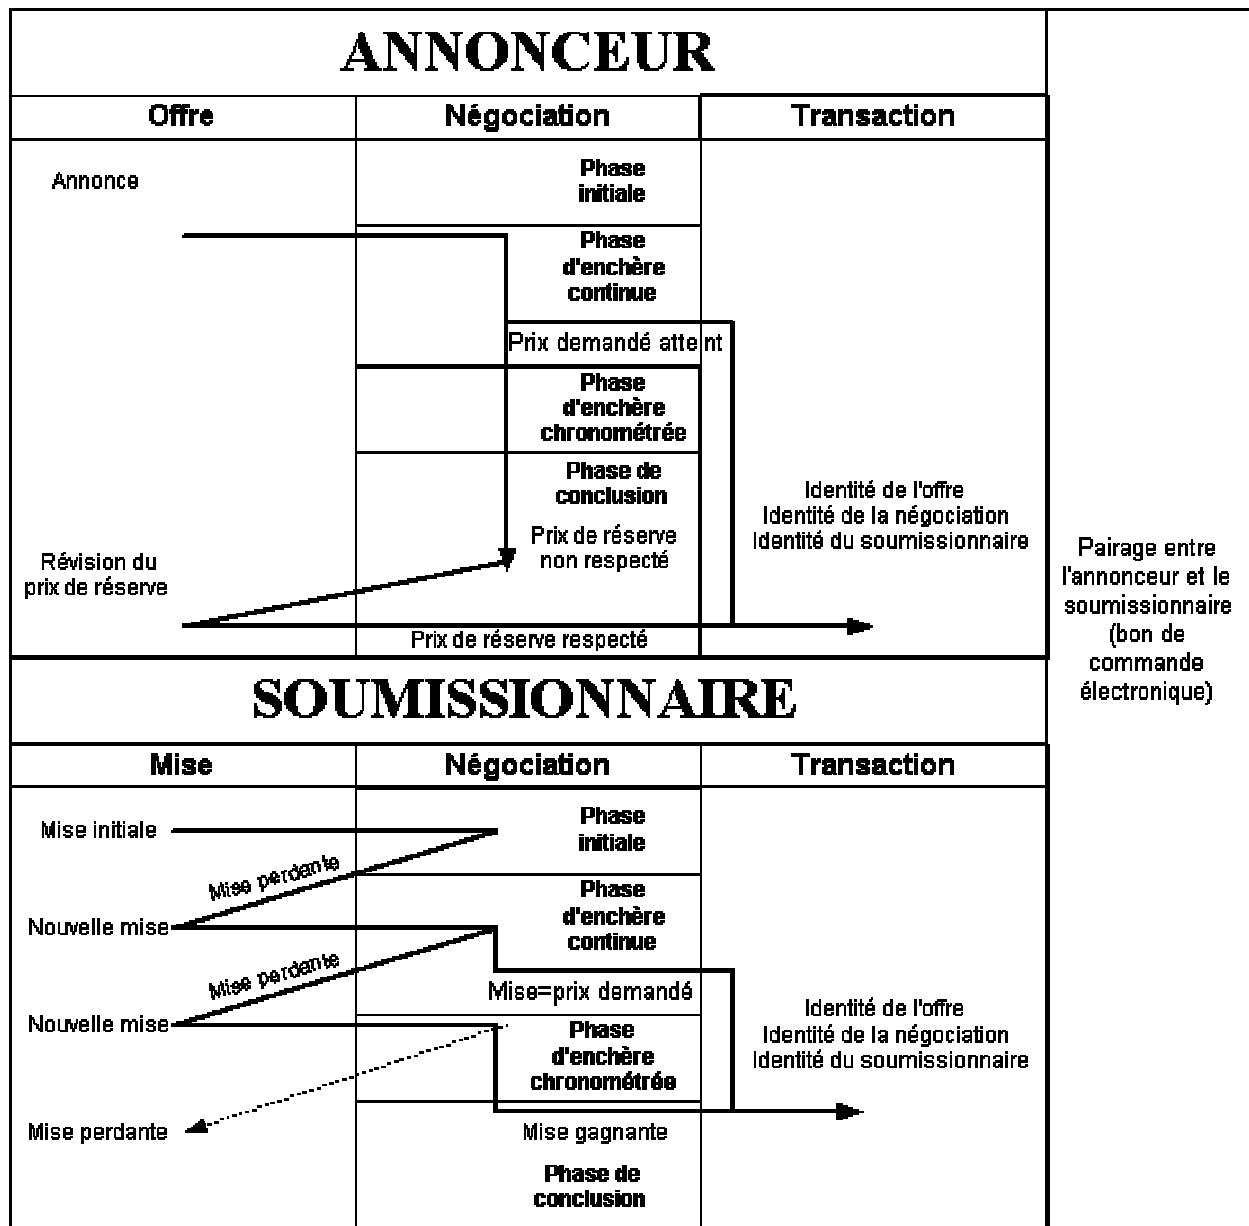 ANNONCEUR
Offre
Négociation
Transaction
Annonce
Phase
initiale
Phase
d'enchère
continue
Prix demandé atteint
Phase
d'enchère
chronométrée
Phase de
conclusion
Prix de réserve
non respecté
Révision du
prix de réserve
Prix de réserve respecté
Identité de l'offre
Identité de la négociation
Identité du soumissionnaire
Pairage entre
l'annonceur et le
soumissionnaire
(bon de
commande
électronique)
SOUMISSIONNAIRE
Mise
Négociation
Transaction
Mise initiale
Phase
initiale
Mise perdante
Nouvelle mise
Phase
d'enchère
continue
Mise perdante
Mise=prix demandé
Nouvelle mise
Phase
d'enchère
chronométrée
Identité de l'offre
Identité de la négociation
Identité du soumissionnaire
Mise perdante
Mise gagnante
Phase de
conclusion